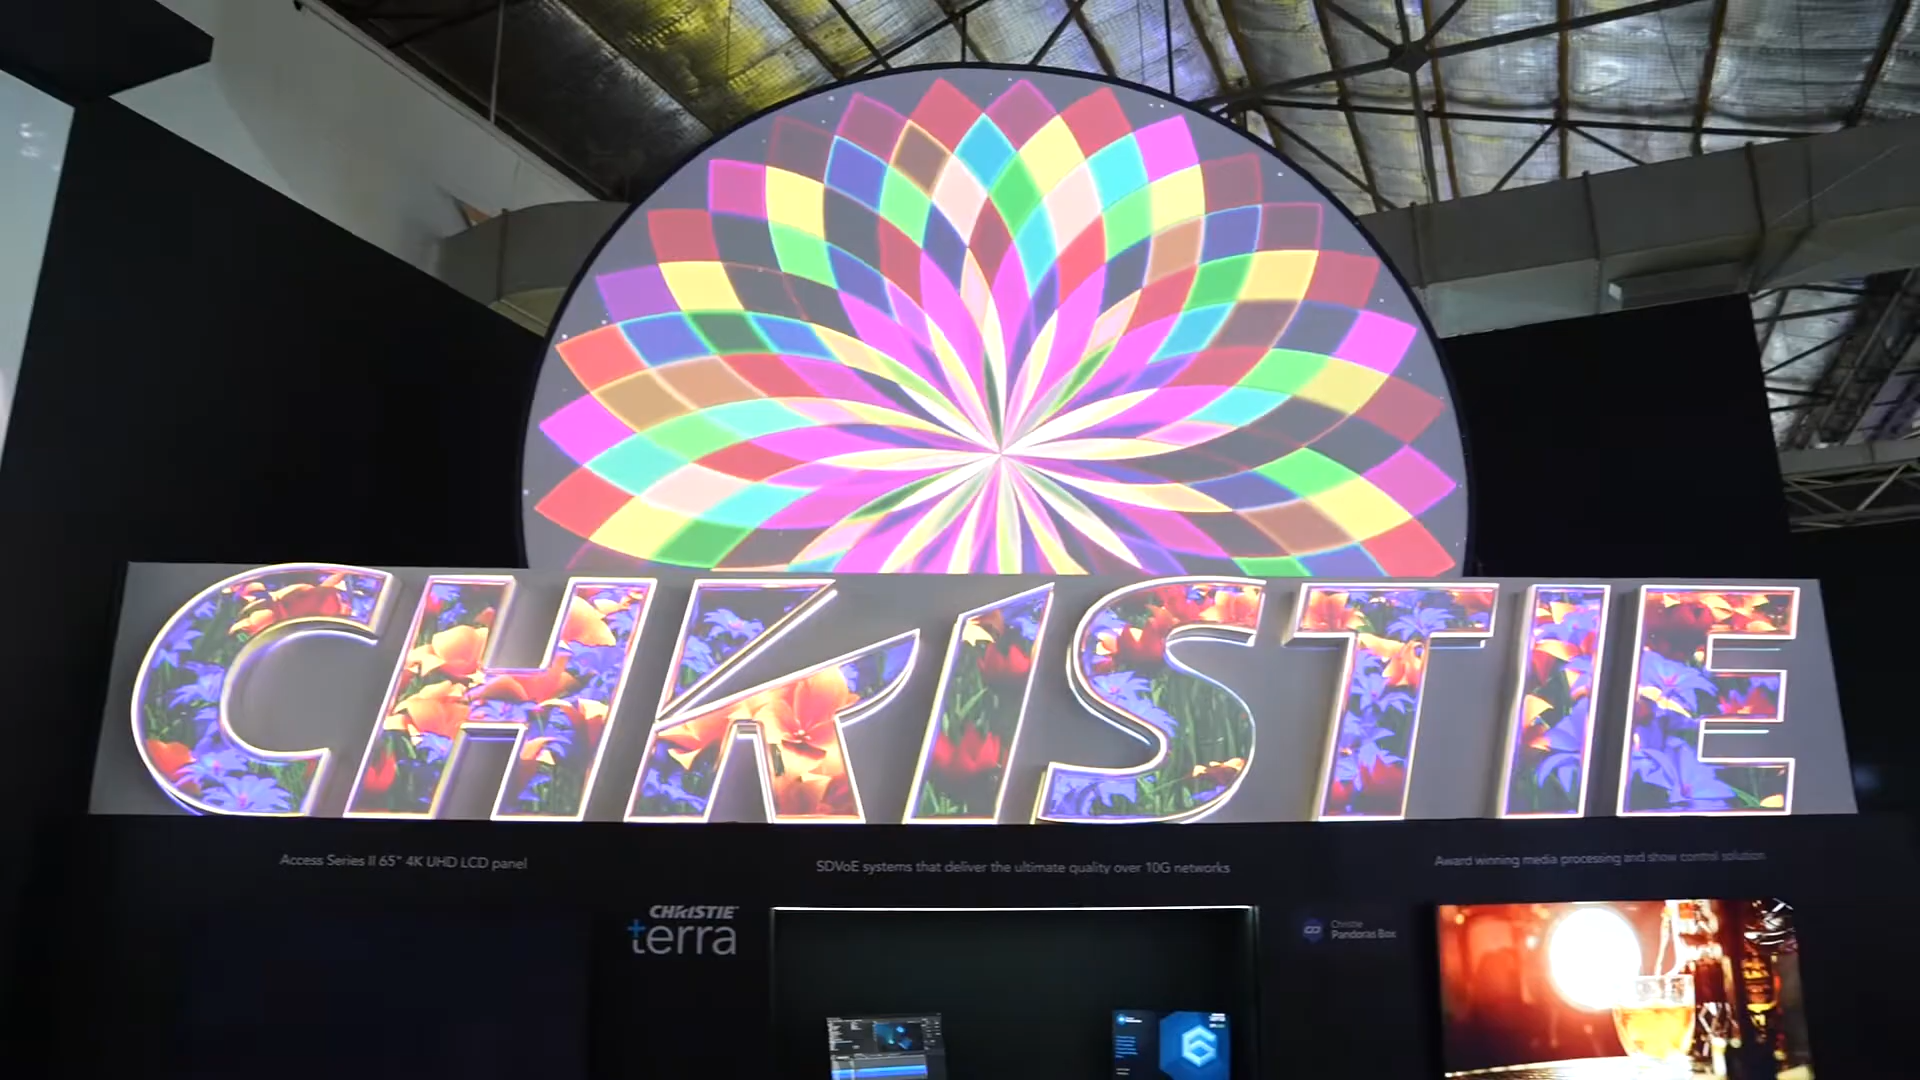 CHRISTIE
Access Series II 65" 4K UHD LCD panel
SDVoE systems that deliver the ultimate quality over 10G networks
Award winning media processing and show control solution
CHRISTIE
terra
Christie
Pandoras Box